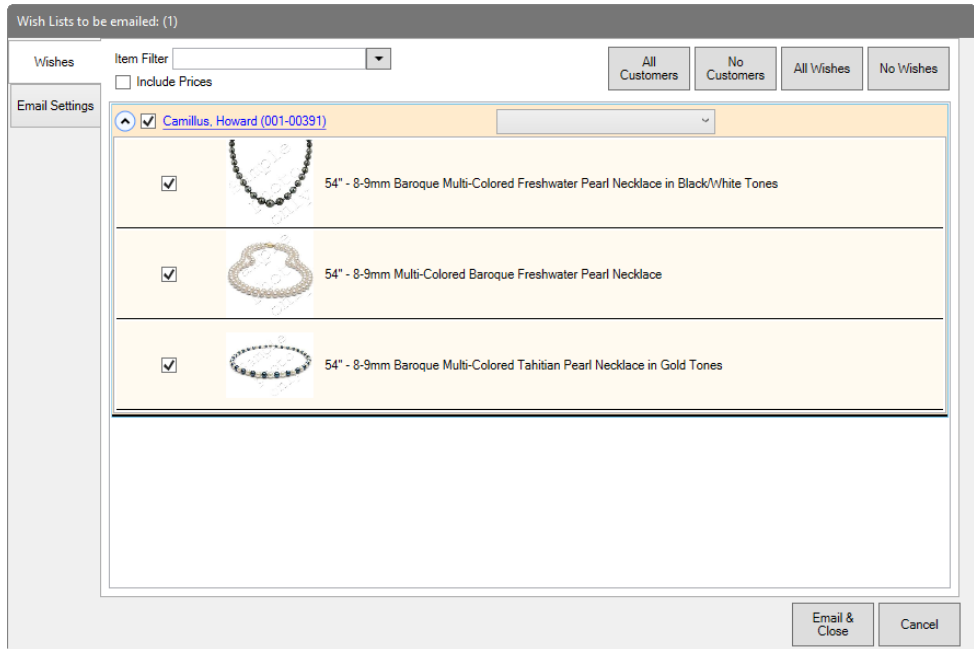 Wish Lists to be emailed: (1)
Wishes
Email Settings
Item Filter
Include Prices
All Customers
No Customers
All Wishes
No Wishes
Camillus, Howard (001-00391)
54" - 8-9mm Baroque Multi-Colored Freshwater Pearl Necklace in Black/White Tones
54" - 8-9mm Multi-Colored Baroque Freshwater Pearl Necklace
54" - 8-9mm Baroque Multi-Colored Tahitian Pearl Necklace in Gold Tones
Email &
Close
Cancel